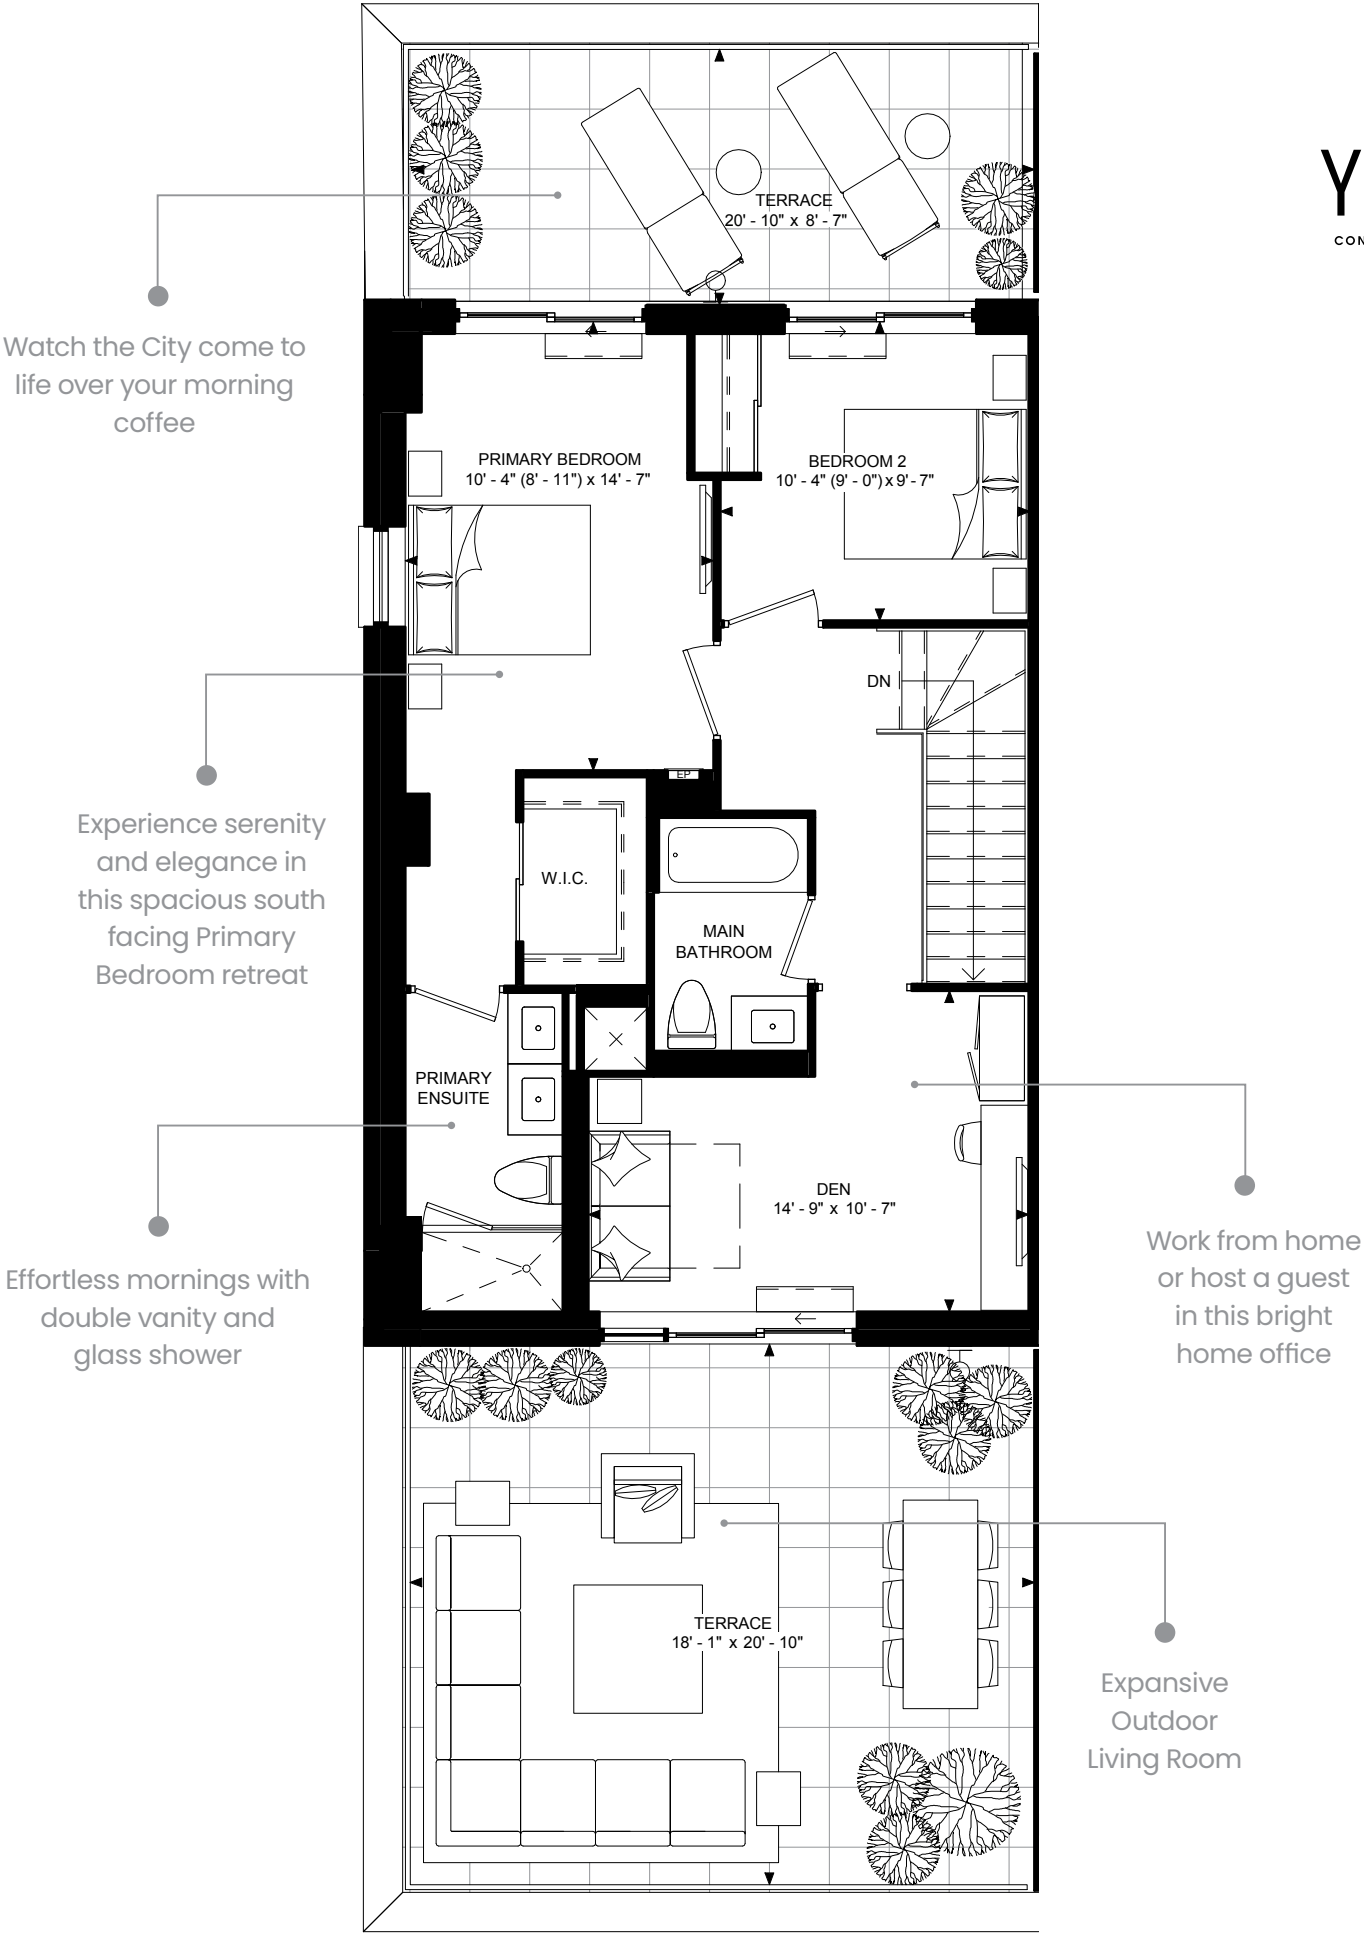 Y
CON
TERRACE
20' - 10" x 8' - 7"
Watch the City come to
life over your morning
coffee
PRIMARY BEDROOM
10' - 4" (8' - 11") x 14' - 7"
BEDROOM 2
10' - 4" (9' - 0") x 9' - 7"
DN
EP
Experience serenity
and elegance in
this spacious south
facing Primary
Bedroom retreat
W.I.C.
MAIN
BATHROOM
PRIMARY
ENSUITE
DEN
14' - 9" x 10' - 7"
Effortless mornings with
double vanity and
glass shower
Work from home
or host a guest
in this bright
home office
TERRACE
18' - 1" x 20' - 10"
Expansive
Outdoor
Living Room